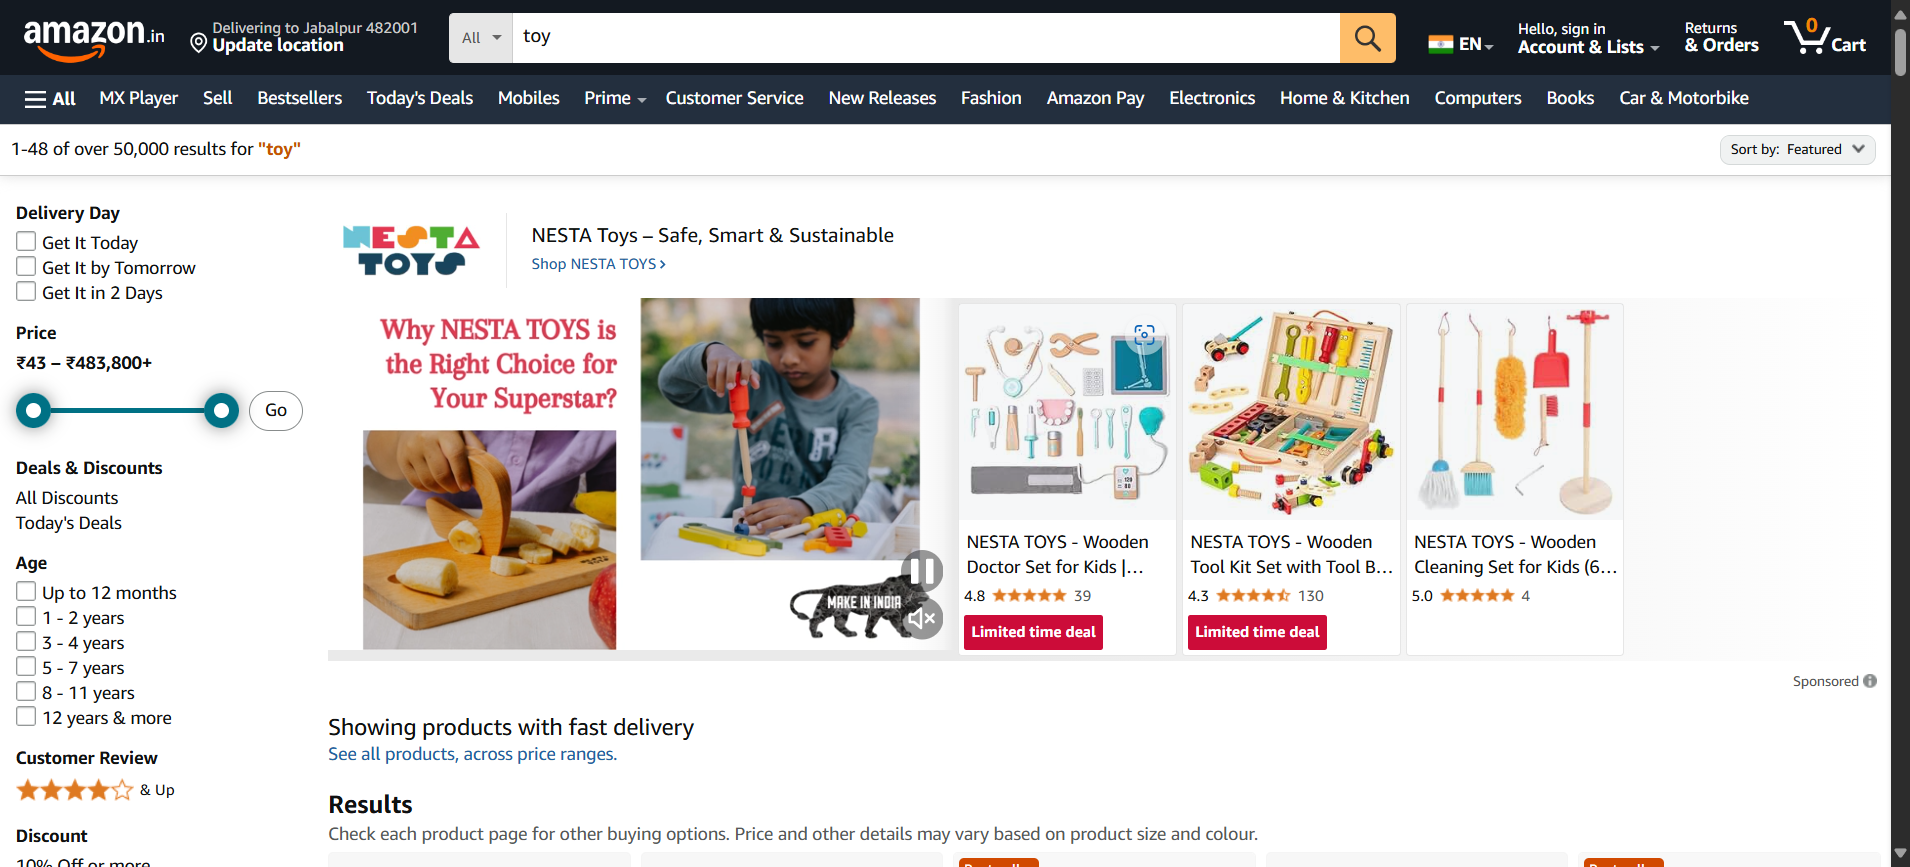 amazon.in
Delivering to Jabalpur 482001
Update location
All
toy
EN
Hello, sign in
Account & Lists
Returns
& Orders
0
Cart
All
MX Player
Sell
Bestsellers
Today's Deals
Mobiles
Prime
Customer Service
New Releases
Fashion
Amazon Pay
Electronics
Home & Kitchen
Computers
Books
Car & Motorbike
1-48 of over 50,000 results for "toy"
Sort by: Featured
Delivery Day
Get It Today
Get It by Tomorrow
Get It in 2 Days
Price
₹43 – ₹483,800+
Go
Deals & Discounts
All Discounts
Today's Deals
Age
Up to 12 months
1 - 2 years
3 - 4 years
5 - 7 years
8 - 11 years
12 years & more
Customer Review
& Up
Discount
10% Off or more
NESTA
TOYS
NESTA Toys – Safe, Smart & Sustainable
Shop NESTA TOYS ›
Why NESTA TOYS is
the Right Choice for
Your Superstar?
MAKE IN INDIA
NESTA TOYS - Wooden
Doctor Set for Kids |...
4.8
39
Limited time deal
NESTA TOYS - Wooden
Tool Kit Set with Tool B...
4.3
130
Limited time deal
NESTA TOYS - Wooden
Cleaning Set for Kids (6...
5.0
4
Sponsored
Showing products with fast delivery
See all products, across price ranges.
Results
Check each product page for other buying options. Price and other details may vary based on product size and colour.